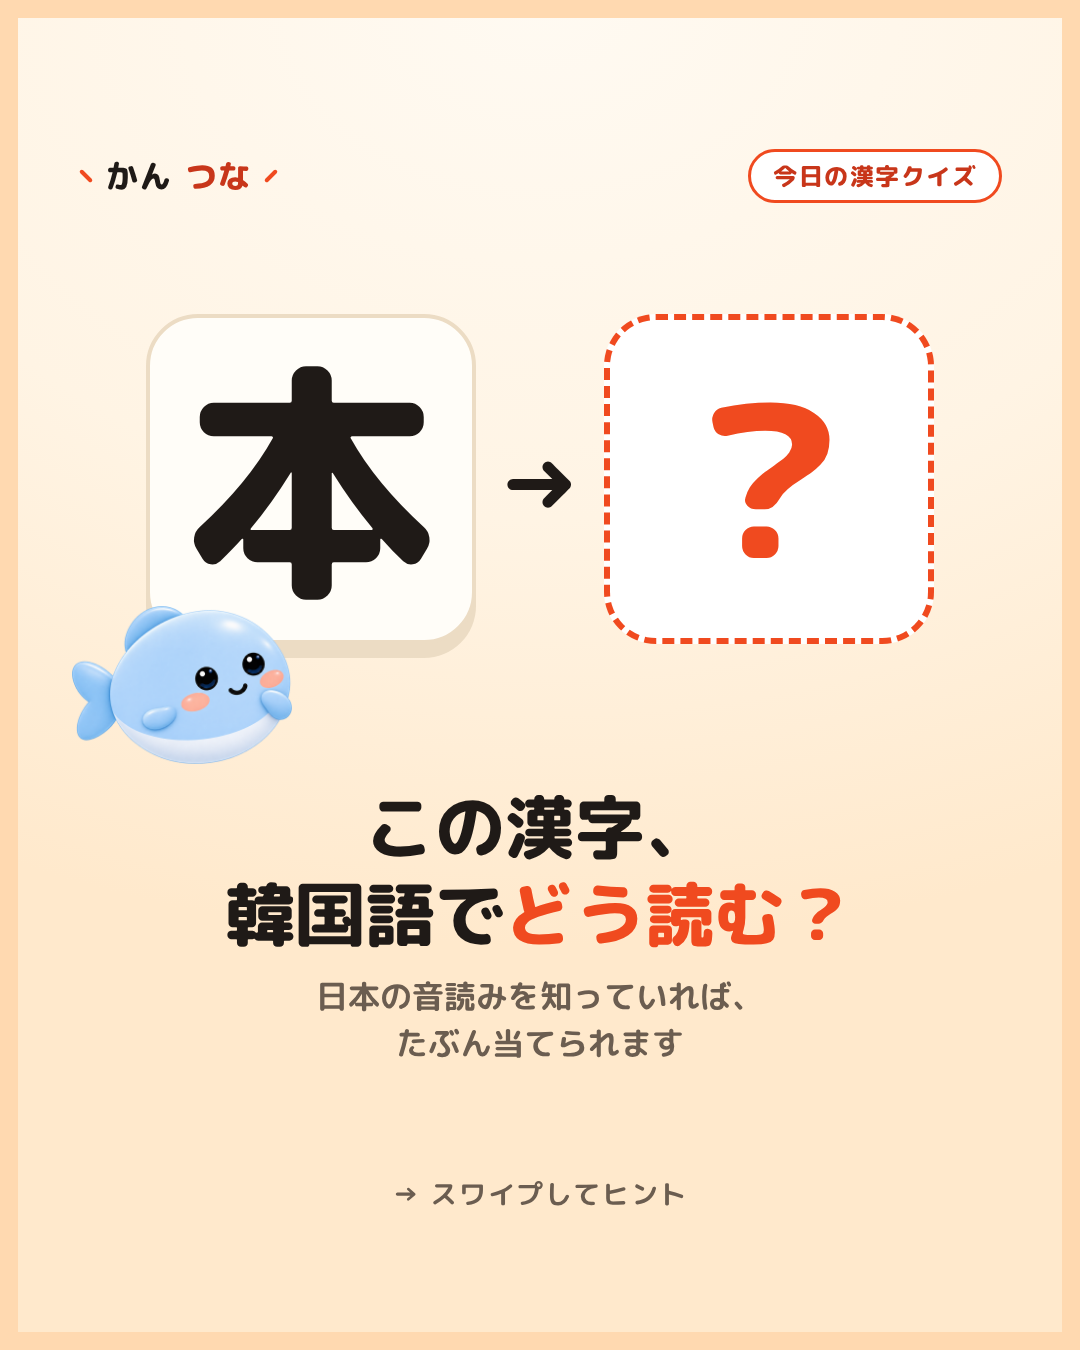 かん つな
今日の漢字クイズ
本
→
?
この漢字、
韓国語でどう読む？
日本の音読みを知っていれば、
たぶん当てられます
→ スワイプしてヒント